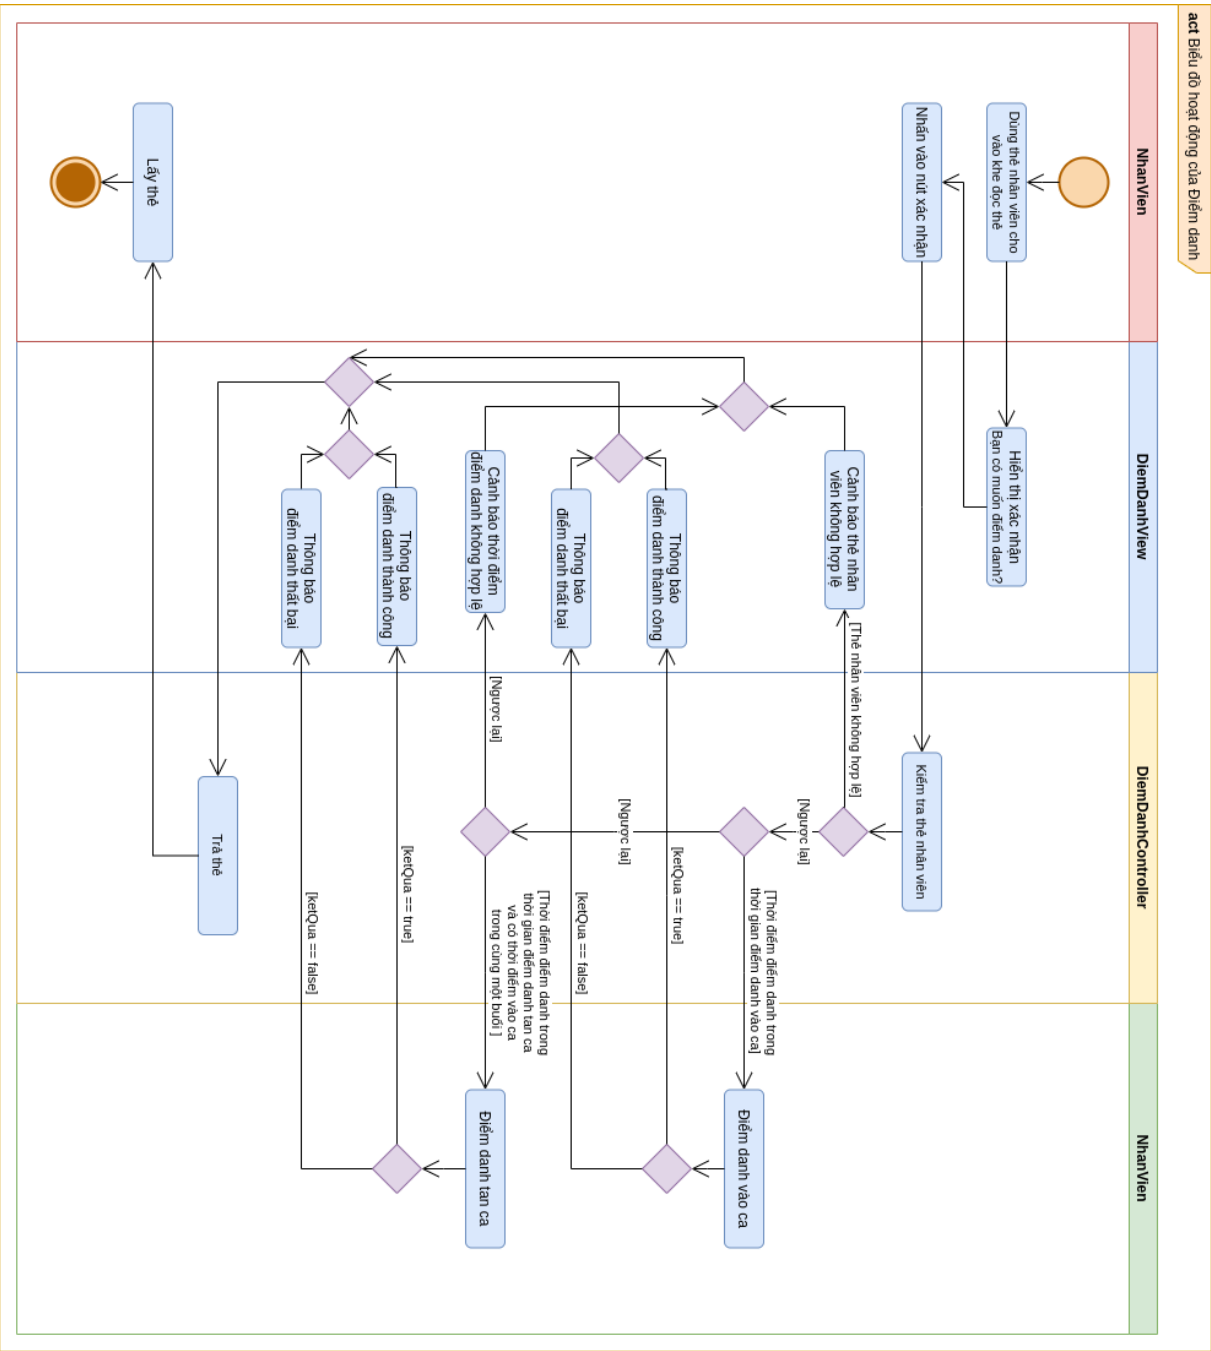 act Biểu đồ hoạt động của Điểm danh
NhanVien
DiemDanhView
DiemDanhController
NhanVien
Dùng thẻ nhân viên cho
vào khe đọc thẻ
Hiển thị xác nhận
Bạn có muốn điểm danh?
Nhấn vào nút xác nhận
Kiểm tra thẻ nhân viên
[Thẻ nhân viên không hợp lệ]
Cảnh báo thẻ nhân
viên không hợp lệ
[Ngược lại]
[Thời điểm điểm danh trong
thời gian điểm danh vào ca]
Điểm danh vào ca
[ketQua == true]
Thông báo
điểm danh thành công
[ketQua == false]
Thông báo
điểm danh thất bại
[Ngược lại]
[Thời điểm điểm danh trong
thời gian điểm danh tan ca
và có thời điểm vào ca
trong cùng một buổi ]
[Ngược lại]
Cảnh báo thời điểm
điểm danh không hợp lệ
Điểm danh tan ca
[ketQua == true]
Thông báo
điểm danh thành công
[ketQua == false]
Thông báo
điểm danh thất bại
Trả thẻ
Lấy thẻ